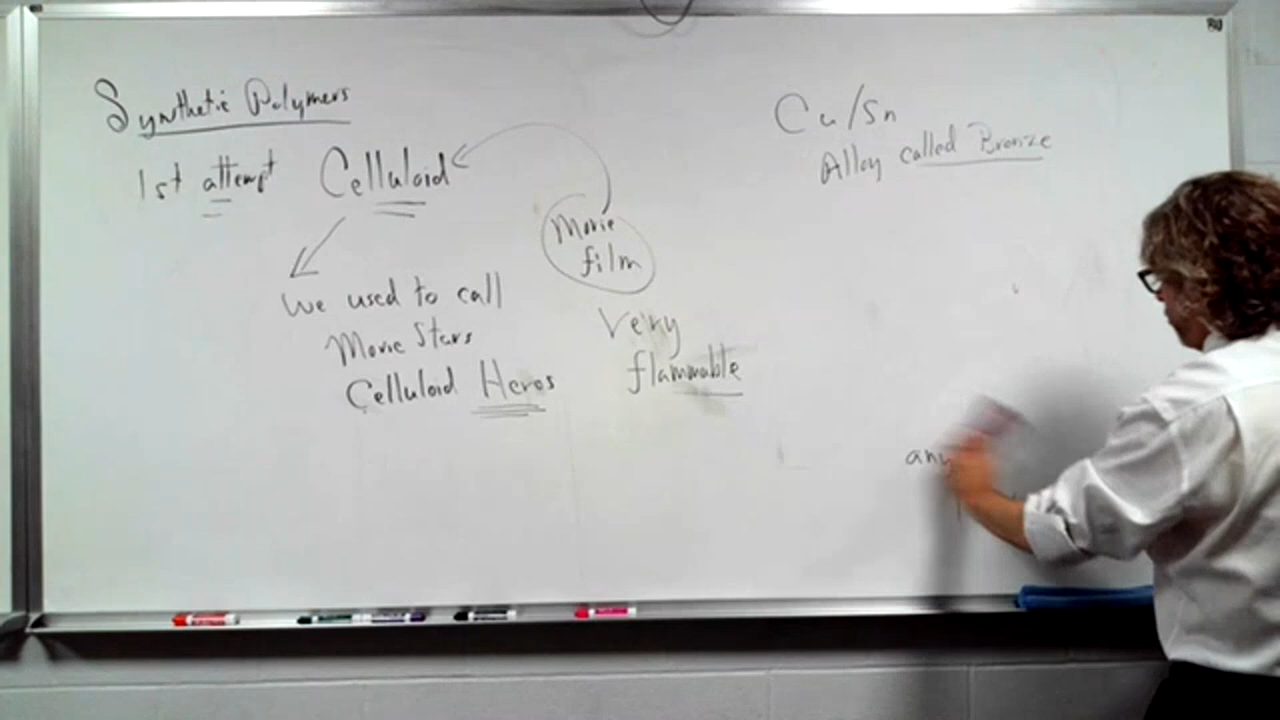 Synthetic Polymers
1st attempt Celluloid
Movie
film
We used to call
Movie Stars
Celluloid Heros
Very
flammable
Cu/Sn
Alloy called Bronze
any